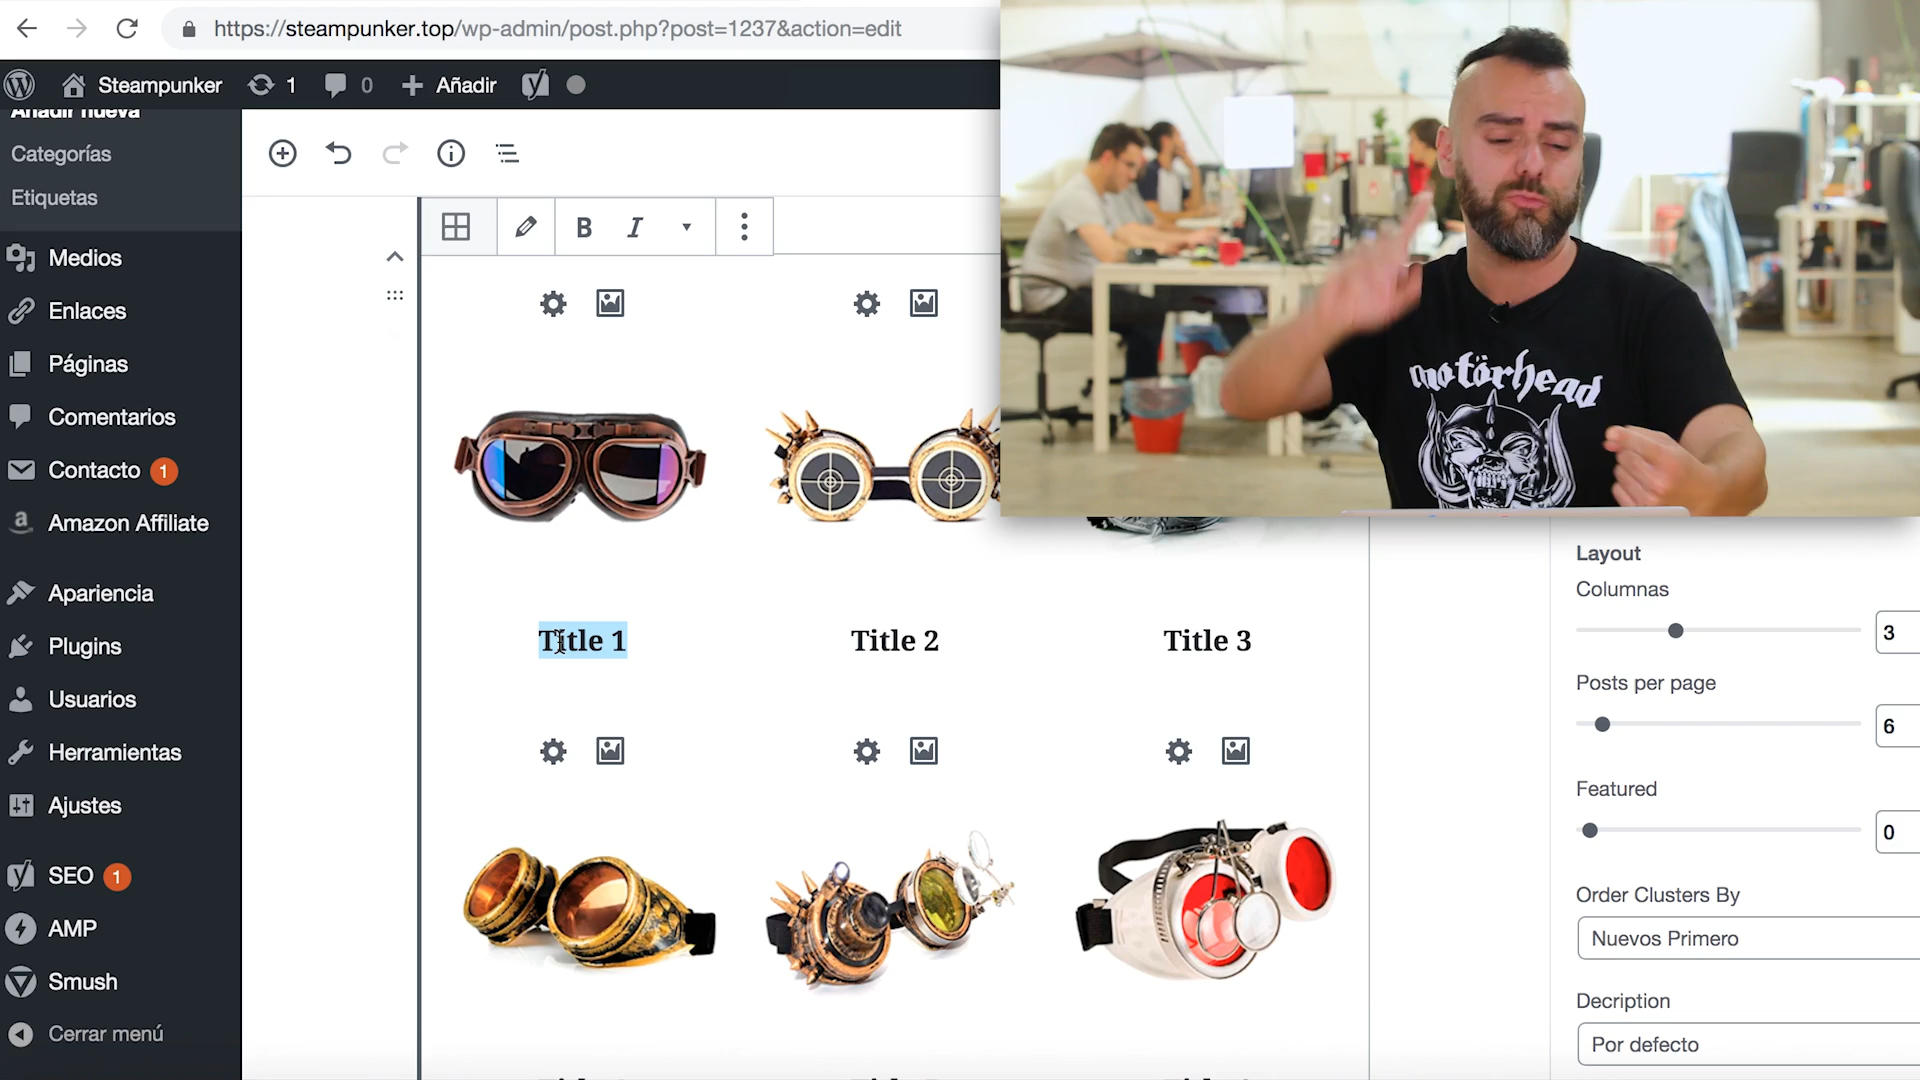 https://steampunker.top/wp-admin/post.php?post=1237&action=edit
Steampunker 1 0 Añadir
Añadir nueva
Categorías
Etiquetas
Medios
Enlaces
Páginas
Comentarios
Contacto 1
Amazon Affiliate
Apariencia
Plugins
Usuarios
Herramientas
Ajustes
SEO 1
AMP
Smush
Cerrar menú
B I
Title 1
Title 2
Title 3
motörhead
Layout
Columnas
3
Posts per page
6
Featured
0
Order Clusters By
Nuevos Primero
Decription
Por defecto